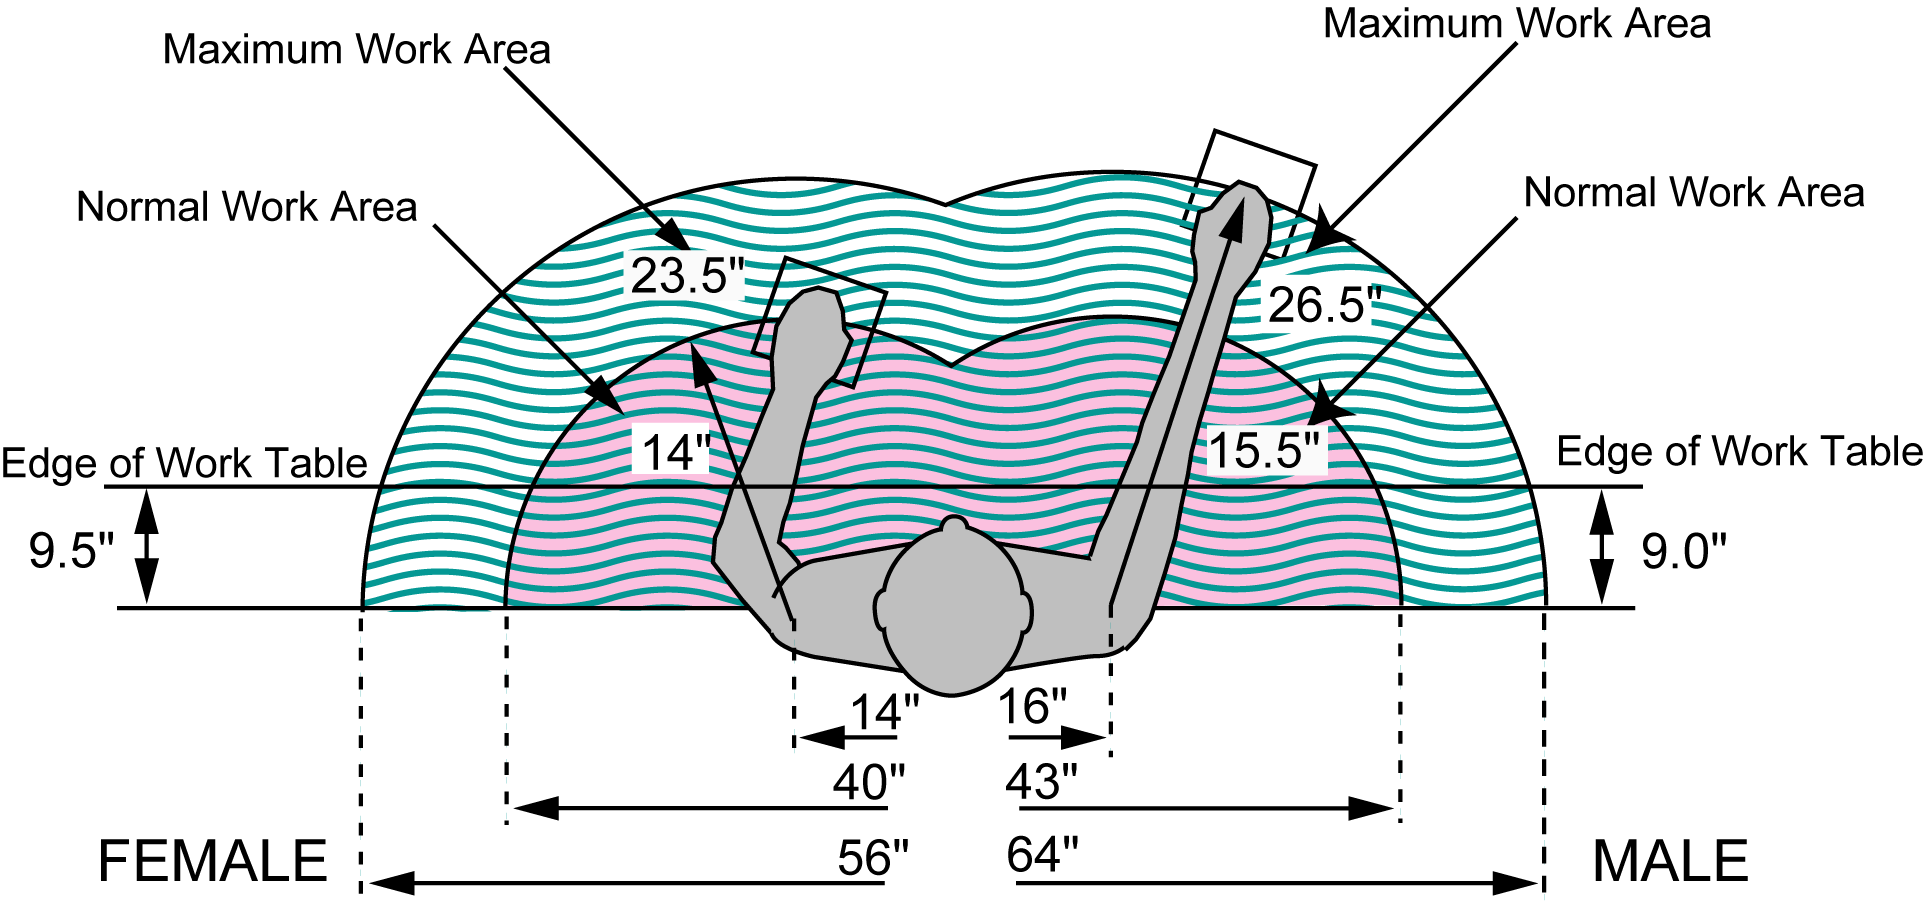 Maximum Work Area
Maximum Work Area
Normal Work Area
Normal Work Area
23.5"
26.5"
14"
15.5"
Edge of Work Table
Edge of Work Table
9.5"
9.0"
14"
16"
40"
43"
56"
64"
FEMALE
MALE